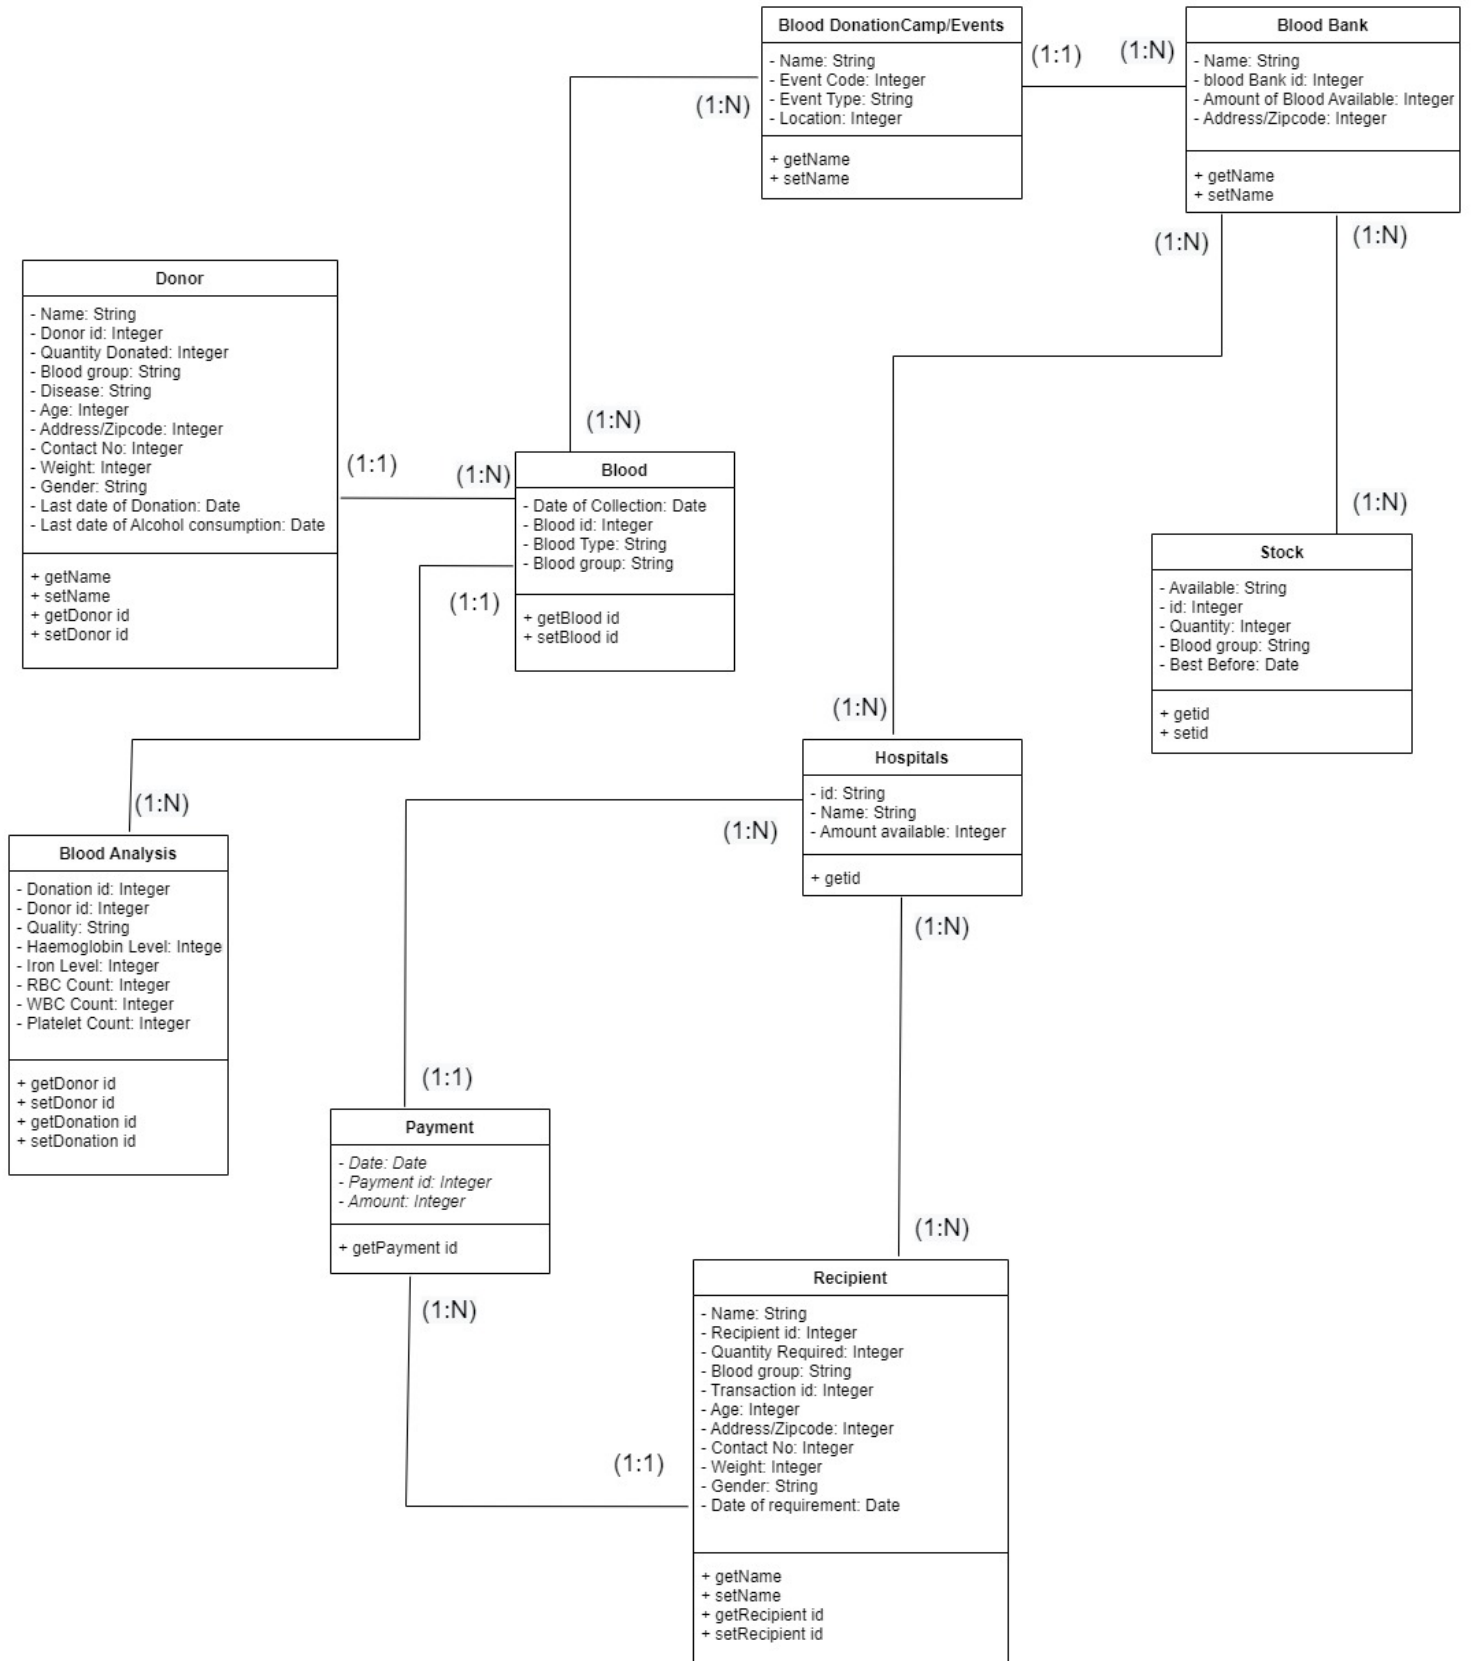 Blood DonationCamp/Events
- Name: String
- Event Code: Integer
- Event Type: String
- Location: Integer
+ getName
+ setName
(1:1)
(1:N)
Blood Bank
- Name: String
- blood Bank id: Integer
- Amount of Blood Available: Integer
- Address/Zipcode: Integer
+ getName
+ setName
(1:N)
(1:N)
(1:N)
Donor
- Name: String
- Donor id: Integer
- Quantity Donated: Integer
- Blood group: String
- Disease: String
- Age: Integer
- Address/Zipcode: Integer
- Contact No: Integer
- Weight: Integer
- Gender: String
- Last date of Donation: Date
- Last date of Alcohol consumption: Date
+ getName
+ setName
+ getDonor id
+ setDonor id
(1:1)
(1:N)
(1:N)
Blood
- Date of Collection: Date
- Blood id: Integer
- Blood Type: String
- Blood group: String
+ getBlood id
+ setBlood id
(1:1)
(1:N)
Stock
- Available: String
- id: Integer
- Quantity: Integer
- Blood group: String
- Best Before: Date
+ getid
+ setid
(1:N)
Hospitals
- id: String
- Name: String
- Amount available: Integer
+ getid
(1:N)
(1:N)
(1:N)
Blood Analysis
- Donation id: Integer
- Donor id: Integer
- Quality: String
- Haemoglobin Level: Intege
- Iron Level: Integer
- RBC Count: Integer
- WBC Count: Integer
- Platelet Count: Integer
+ getDonor id
+ setDonor id
+ getDonation id
+ setDonation id
(1:1)
Payment
- Date: Date
- Payment id: Integer
- Amount: Integer
+ getPayment id
(1:N)
(1:N)
(1:1)
Recipient
- Name: String
- Recipient id: Integer
- Quantity Required: Integer
- Blood group: String
- Transaction id: Integer
- Age: Integer
- Address/Zipcode: Integer
- Contact No: Integer
- Weight: Integer
- Gender: String
- Date of requirement: Date
+ getName
+ setName
+ getRecipient id
+ setRecipient id